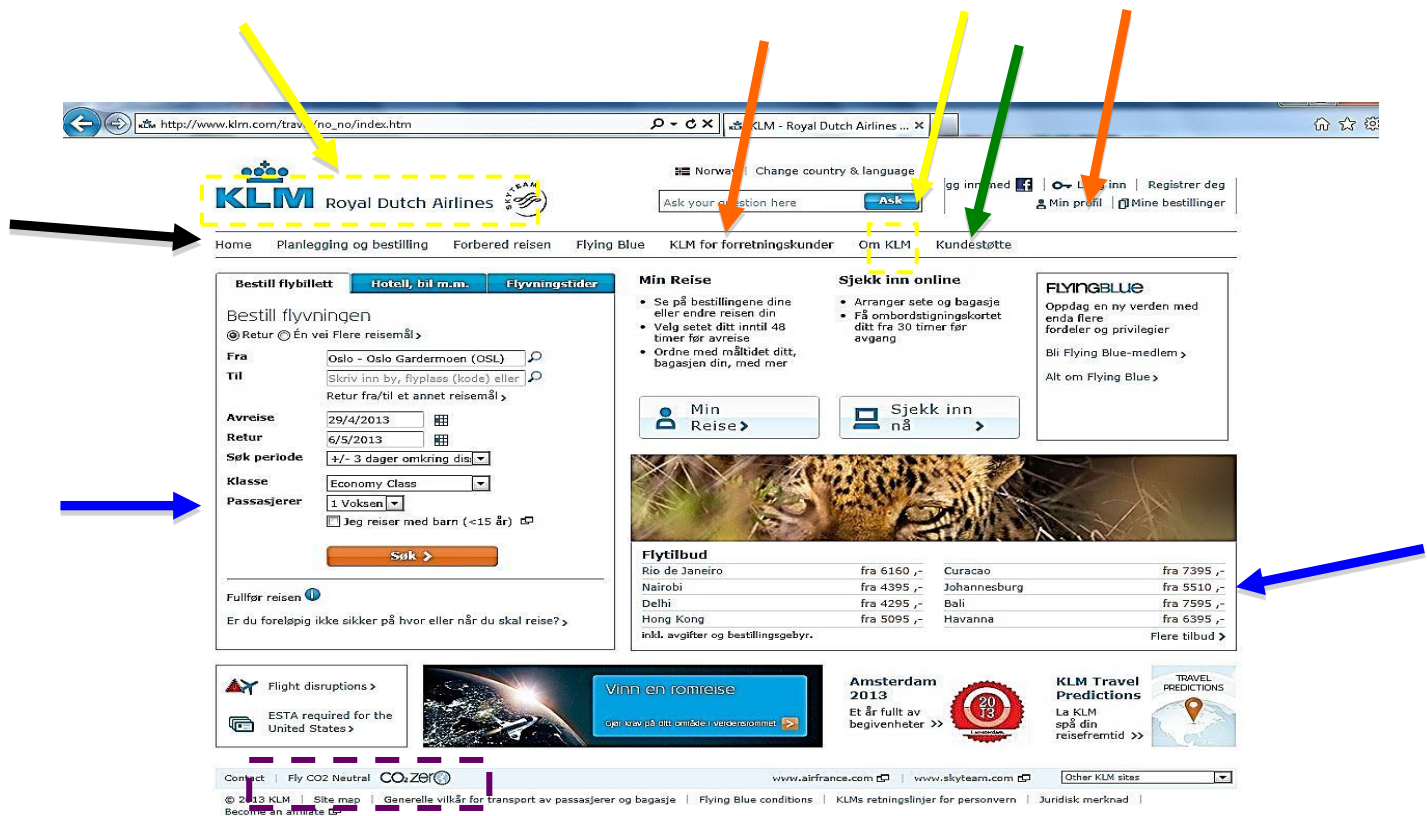 http://www.klm.com/trav /no_no/index.htm
KLM - Royal Dutch Airlines ...
Norway | Change country & language
KLM Royal Dutch Airlines SKYTEAM
Ask your question here Ask
gg inn med | Logg inn | Registrer deg
Min profil | Mine bestillinger
Home Planlegging og bestilling Forbered reisen Flying Blue KLM for forretningskunder Om KLM Kundestøtte
Bestill flybillett Hotell, bil m.m. Flyvningstider
Bestill flyvningen
Retur Én vei Flere reisemål >
Fra Oslo - Oslo Gardermoen (OSL)
Til Skriv inn by, flyplass (kode) eller
Retur fra/til et annet reisemål >
Avreise 29/4/2013
Retur 6/5/2013
Søk periode +/- 3 dager omkring dis
Klasse Economy Class
Passasjerer 1 Voksen
Jeg reiser med barn (<15 år)
Søk >
Fullfør reisen
Er du foreløpig ikke sikker på hvor eller når du skal reise? >
Min Reise
• Se på bestillingene dine
eller endre reisen din
• Velg setet ditt inntil 48
timer før avreise
• Ordne med måltidet ditt,
bagasjen din, med mer
Min
Reise >
Sjekk inn online
• Arranger sete og bagasje
• Få ombordstigningskortet
ditt fra 30 timer før
avgang
Sjekk inn
nå >
FLYINGBLUE
Oppdag en ny verden med
enda flere
fordeler og privilegier
Bli Flying Blue-medlem >
Alt om Flying Blue >
Flytilbud
Rio de Janeiro fra 6160 ,- Curacao fra 7395 ,-
Nairobi fra 4395 ,- Johannesburg fra 5510 ,-
Delhi fra 4295 ,- Bali fra 7595 ,-
Hong Kong fra 5095 ,- Havanna fra 6395 ,-
inkl. avgifter og bestillingsgebyr. Flere tilbud >
Flight disruptions >
ESTA required for the
United States >
Vinn en romreise
Gjør krav på ditt område i verdensrommet
Amsterdam
2013
Et år fullt av
begivenheter >>
2013
KLM Travel
Predictions
La KLM
spå din
reisefremtid >>
TRAVEL
PREDICTIONS
Contact | Fly CO2 Neutral CO2ZERO www.airfrance.com | www.skyteam.com Other KLM sites
© 2013 KLM | Site map | Generelle vilkår for transport av passasjerer og bagasje | Flying Blue conditions | KLMs retningslinjer for personvern | Juridisk merknad |
Become an affiliate